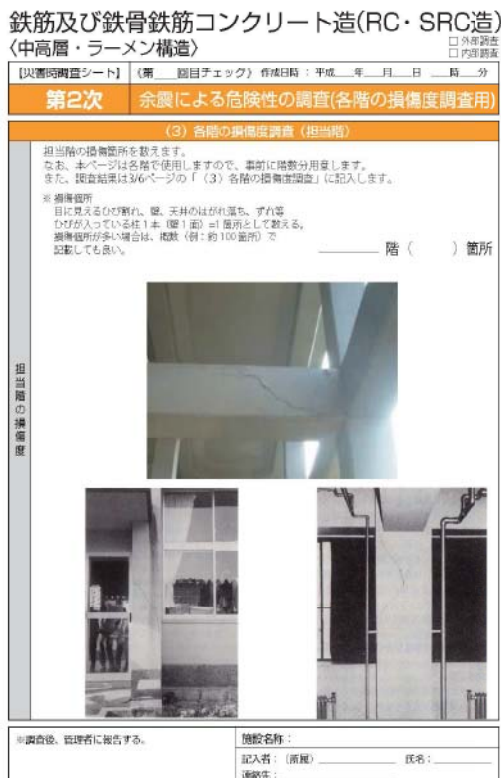 鉄筋及び鉄骨鉄筋コンクリート造(RC・SRC造)
〈中高層・ラーメン構造〉
□ 外部調査
□ 内部調査
【災害時調査シート】 (第　回目チェック) 作成日時：平成　年　月　日　時　分
第2次 余震による危険性の調査(各階の損傷度調査用)
(3) 各階の損傷度調査 (担当階)
担当階の損傷箇所を数えます。
なお、本ページは各階で使用しますので、事前に階数分用意します。
また、調査結果は3/6ページの「(3) 各階の損傷度調査」に記入します。
※ 損傷個所
目に見えるひび割れ、壁、天井のはがれ落ち、ずれ等
ひびが入っている柱1本(壁1面)=1箇所として数える。
損傷個所が多い場合は、概数(例：約100箇所)で
記載しても良い。
階(　)箇所
担当階の損傷度
※調査後、管理者に報告する。
施設名称：
記入者：(所属) 氏名：
連絡先：